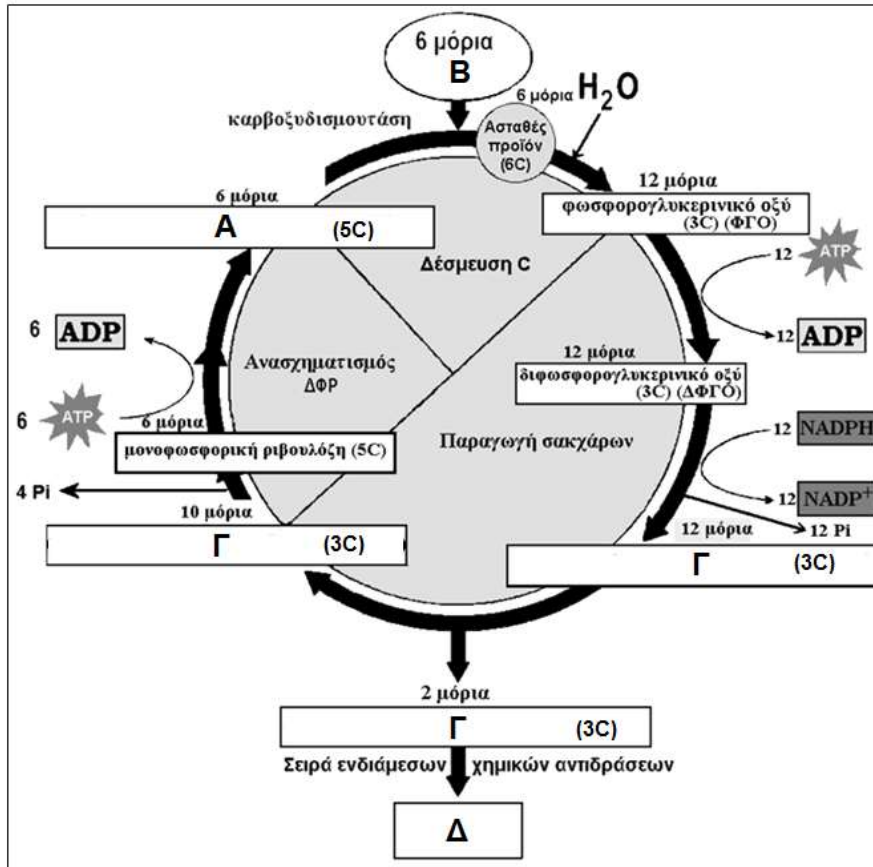 6 μόρια
Β
6 μόρια H₂O
καρβοξυδισμουτάση
Ασταθές
προϊόν
(6C)
12 μόρια
φωσφορογλυκερινικό οξύ
(3C) (ΦΓΟ)
6 μόρια
Α (5C)
Δέσμευση C
12 ATP
12 ADP
6 ADP
Ανασχηματισμός
ΔΦΡ
12 μόρια
διφωσφορογλυκερινικό οξύ
(3C) (ΔΦΓΟ)
6 ATP
6 μόρια
μονοφωσφορική ριβουλόζη (5C)
Παραγωγή σακχάρων
12 NADPH
12 NADP⁺
4 Pi
10 μόρια
Γ (3C)
12 μόρια
12 Pi
Γ (3C)
2 μόρια
Γ (3C)
Σειρά ενδιάμεσων χημικών αντιδράσεων
Δ